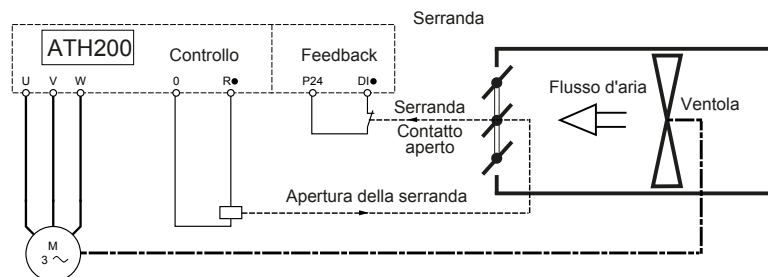 Serranda
ATH200
Controllo
Feedback
U V W 0 R● P24 DI●
Serranda
Contatto
aperto
Flusso d'aria
Ventola
Apertura della serranda
M
3 ~